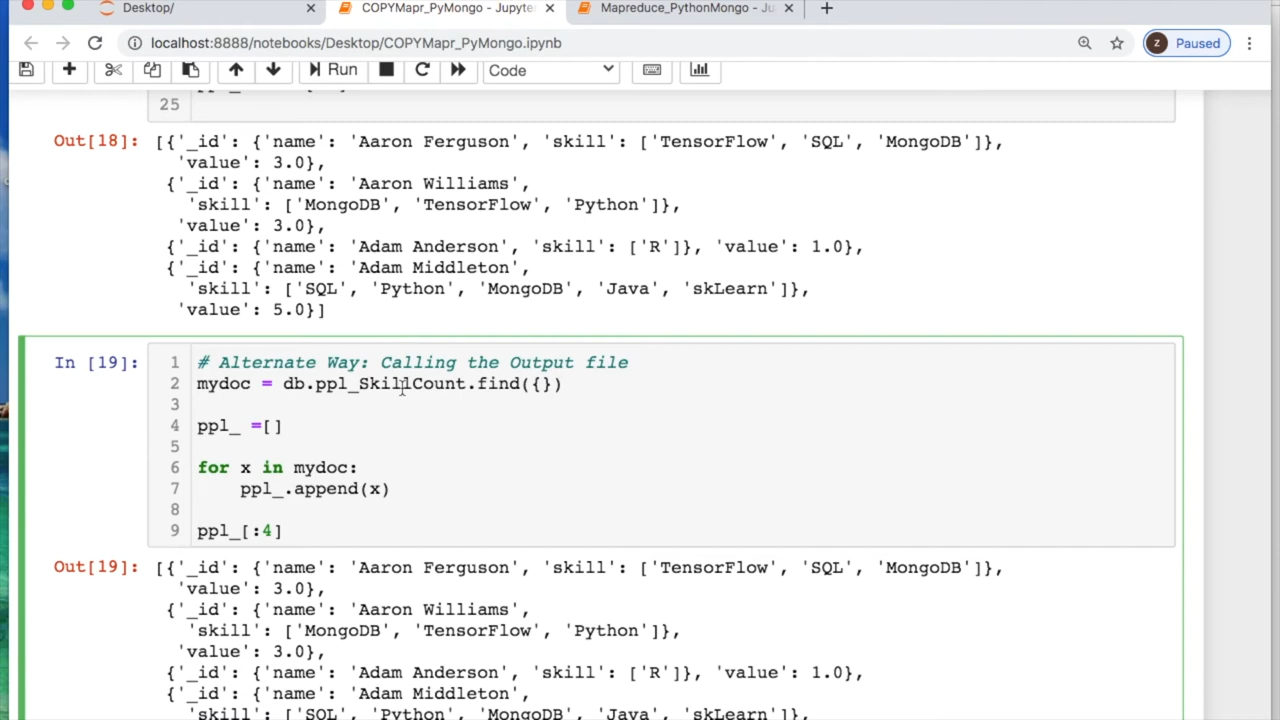 Desktop/
COPYMapr_PyMongo - Jupyter
Mapreduce_PythonMongo - Ju
localhost:8888/notebooks/Desktop/COPYMapr_PyMongo.ipynb
z Paused
Run
Code
25
Out[18]: [{'_id': {'name': 'Aaron Ferguson', 'skill': ['TensorFlow', 'SQL', 'MongoDB']},
'value': 3.0},
{'_id': {'name': 'Aaron Williams',
'skill': ['MongoDB', 'TensorFlow', 'Python']},
'value': 3.0},
{'_id': {'name': 'Adam Anderson', 'skill': ['R']}, 'value': 1.0},
{'_id': {'name': 'Adam Middleton',
'skill': ['SQL', 'Python', 'MongoDB', 'Java', 'skLearn']},
'value': 5.0}]
In [19]: 1 # Alternate Way: Calling the Output file
2 mydoc = db.ppl_SkillCount.find({})
3
4 ppl_ =[]
5
6 for x in mydoc:
7 ppl_.append(x)
8
9 ppl_[:4]
Out[19]: [{'_id': {'name': 'Aaron Ferguson', 'skill': ['TensorFlow', 'SQL', 'MongoDB']},
'value': 3.0},
{'_id': {'name': 'Aaron Williams',
'skill': ['MongoDB', 'TensorFlow', 'Python']},
'value': 3.0},
{'_id': {'name': 'Adam Anderson', 'skill': ['R']}, 'value': 1.0},
{'_id': {'name': 'Adam Middleton',
'skill': ['SQL', 'Python', 'MongoDB', 'Java', 'skLearn']},